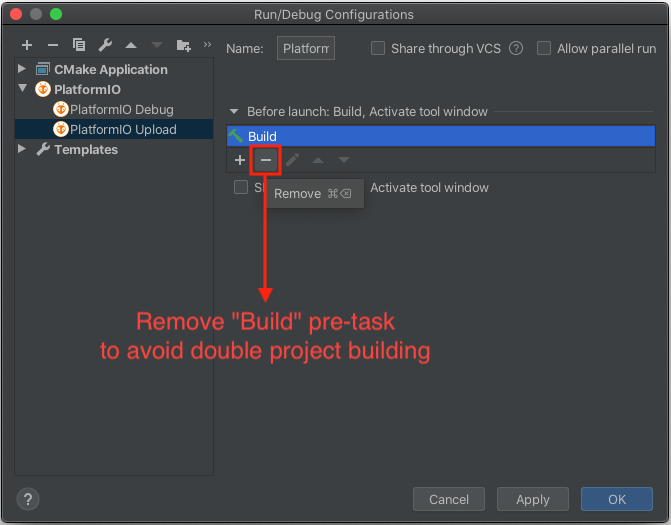 Run/Debug Configurations
Name: Platform
Share through VCS ?
Allow parallel run
CMake Application
PlatformIO
PlatformIO Debug
PlatformIO Upload
Templates
Before launch: Build, Activate tool window
Build
Activate tool window
Remove ⌘⌫
Remove "Build" pre-task
to avoid double project building
?
Cancel
Apply
OK